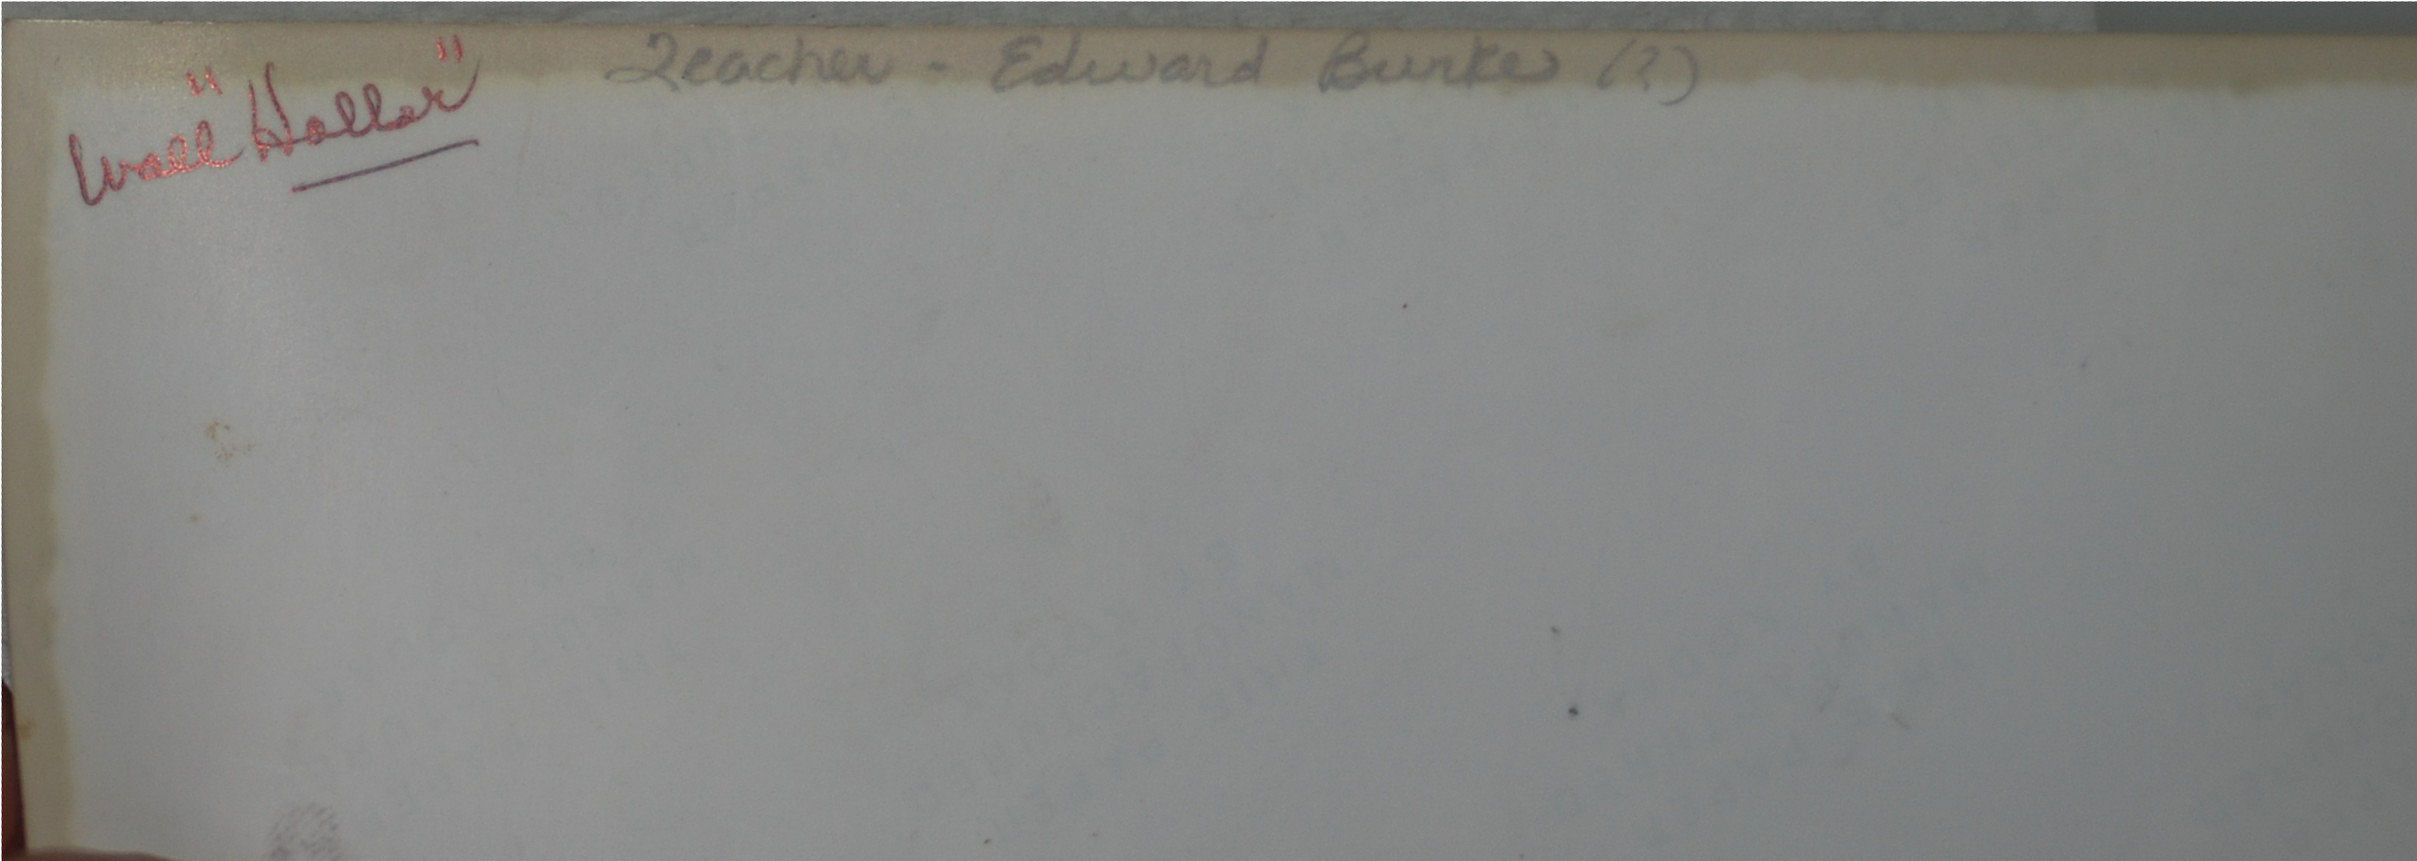 Wall "Holler"
Teacher - Edward Burke (?)